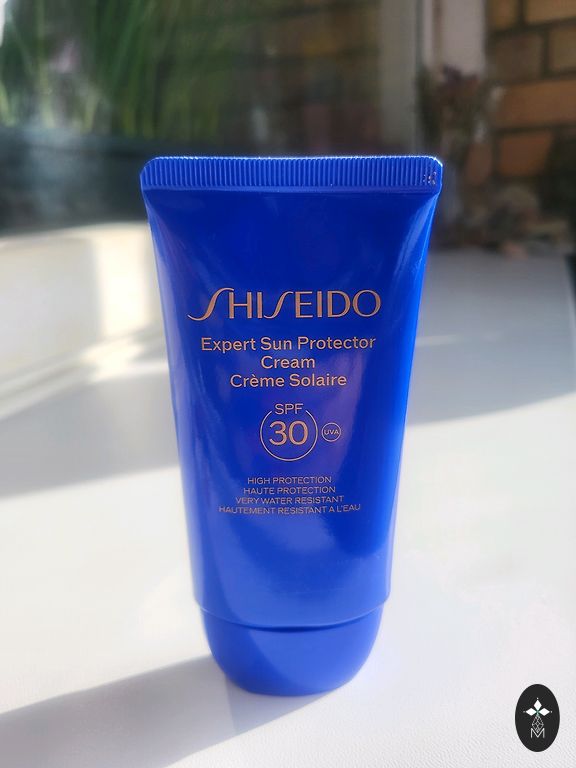 SHISEIDO
Expert Sun Protector
Cream
Crème Solaire
SPF
30
UVA
HIGH PROTECTION
HAUTE PROTECTION
VERY WATER RESISTANT
HAUTEMENT RESISTANT A L'EAU
M